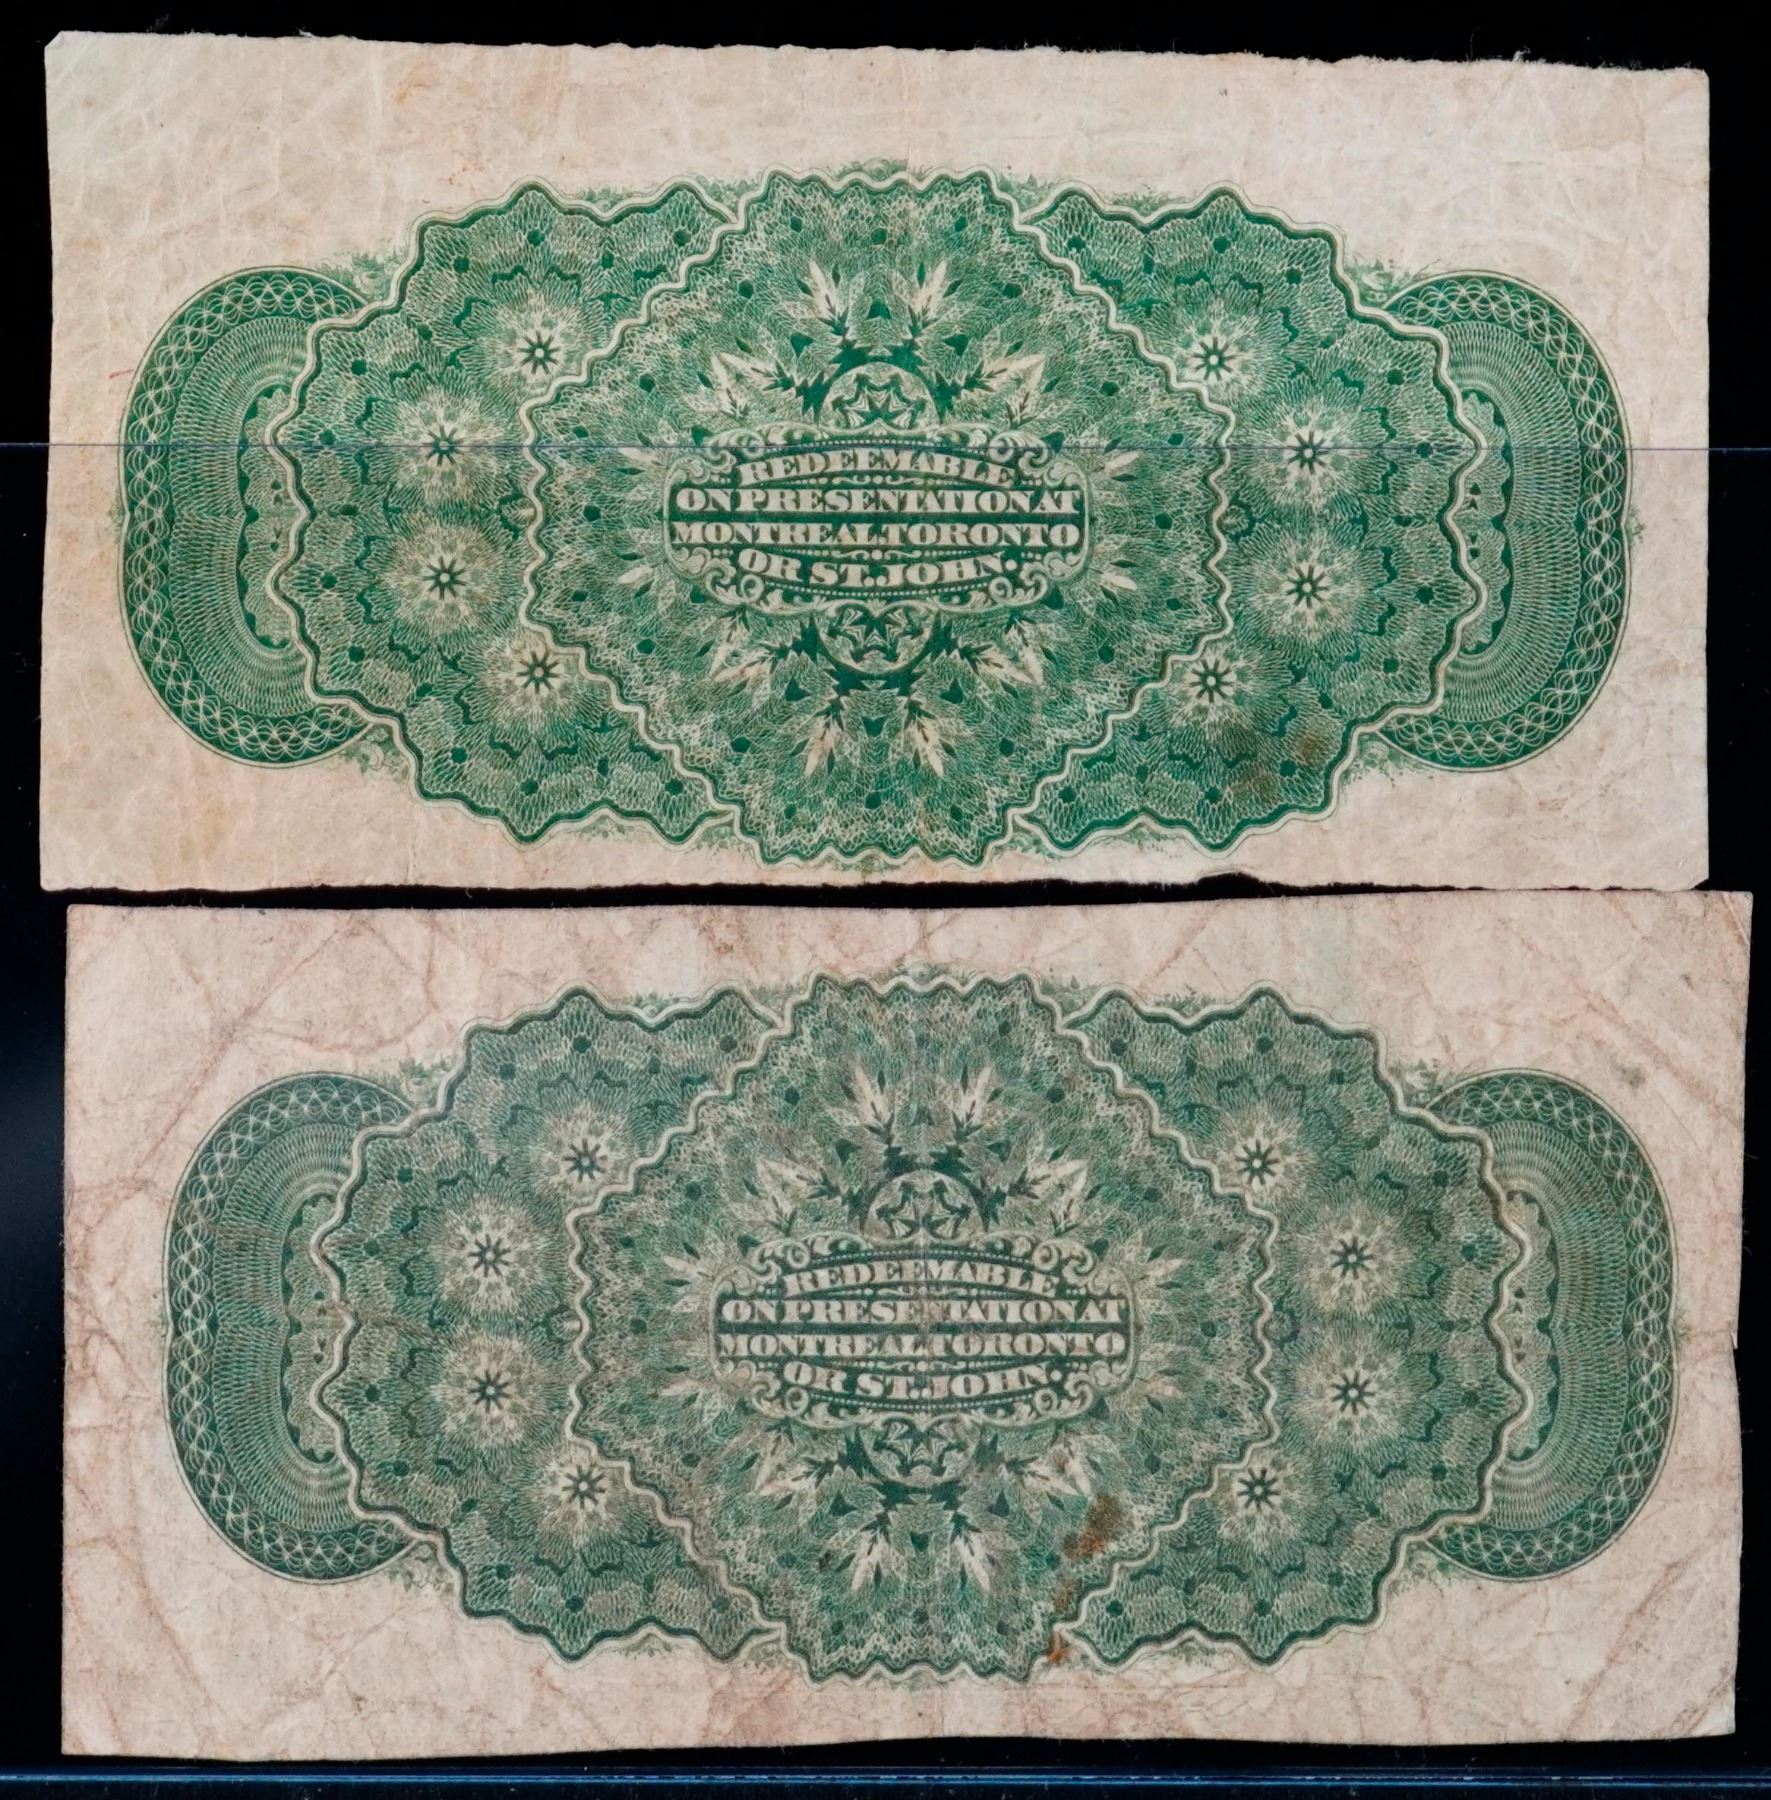 REDEEMABLE
ON PRESENTATION AT
MONTREAL, TORONTO
OR ST. JOHN.
REDEEMABLE
ON PRESENTATION AT
MONTREAL, TORONTO
OR ST. JOHN.